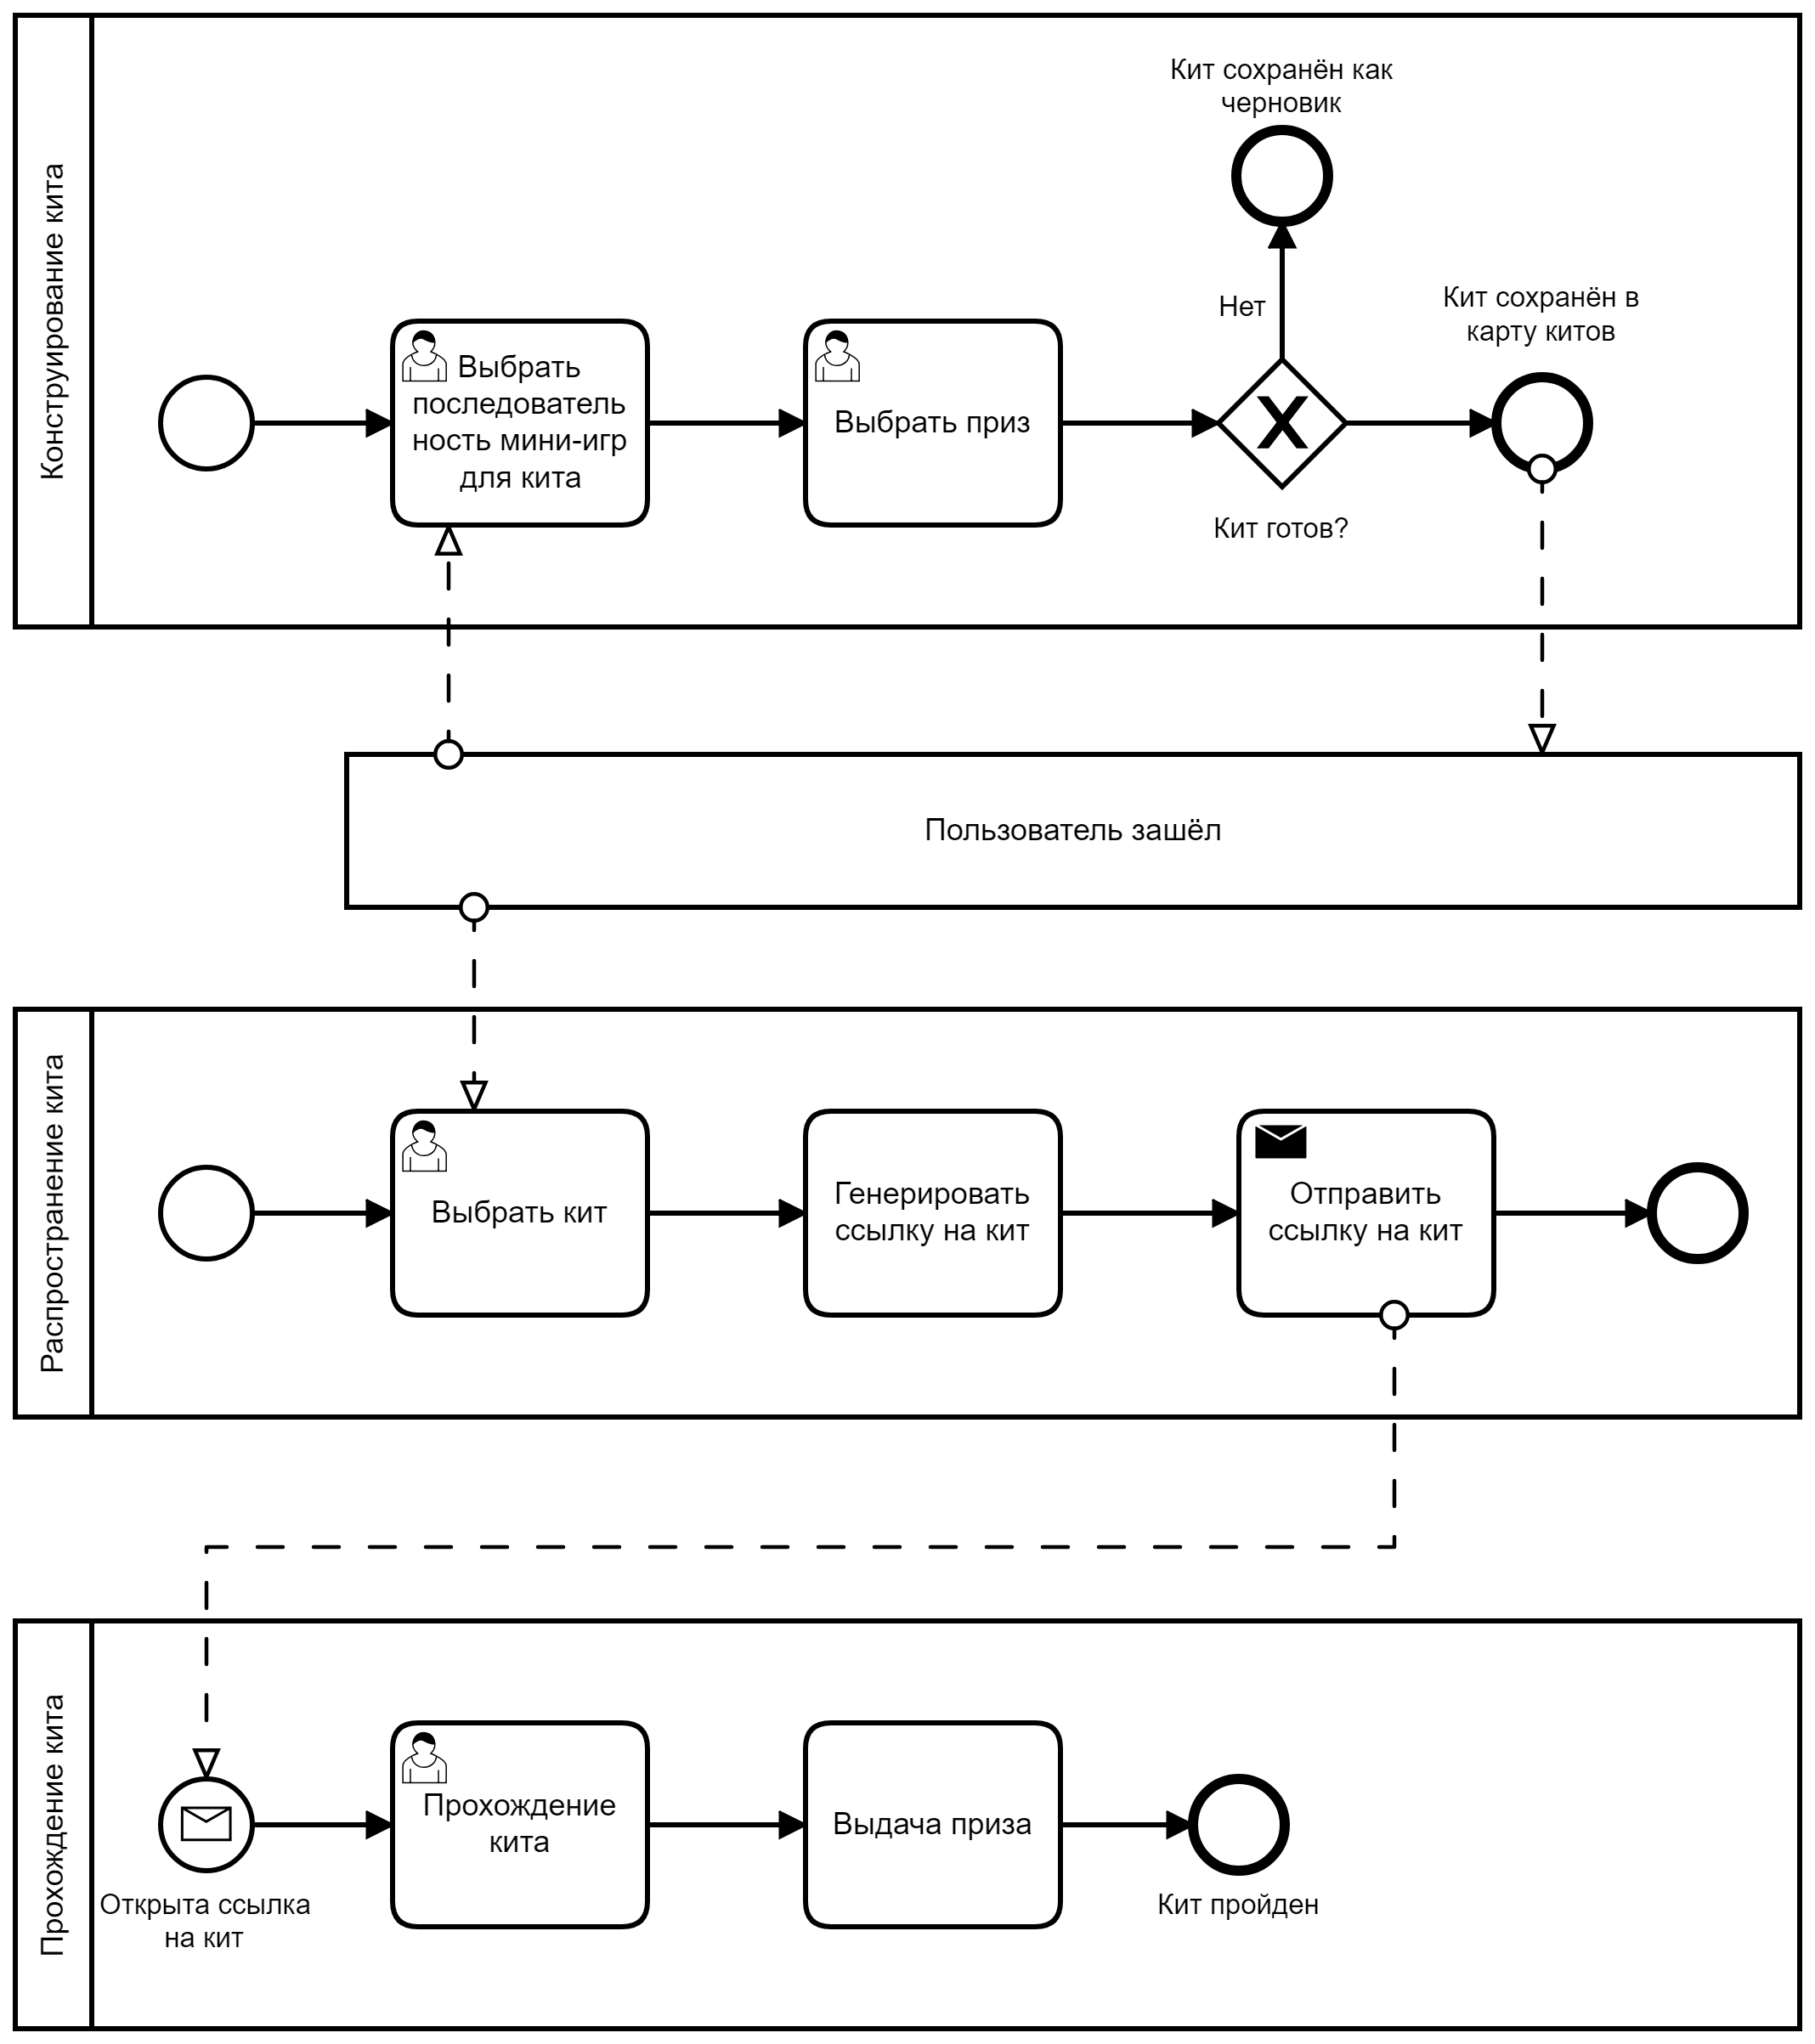 Конструирование кита
Кит сохранён как
черновик
Нет
Кит сохранён в
карту китов
Выбрать
последователь
ность мини-игр
для кита
Выбрать приз
Кит готов?
Пользователь зашёл
Распространение кита
Выбрать кит
Генерировать
ссылку на кит
Отправить
ссылку на кит
Прохождение кита
Открыта ссылка
на кит
Прохождение
кита
Выдача приза
Кит пройден